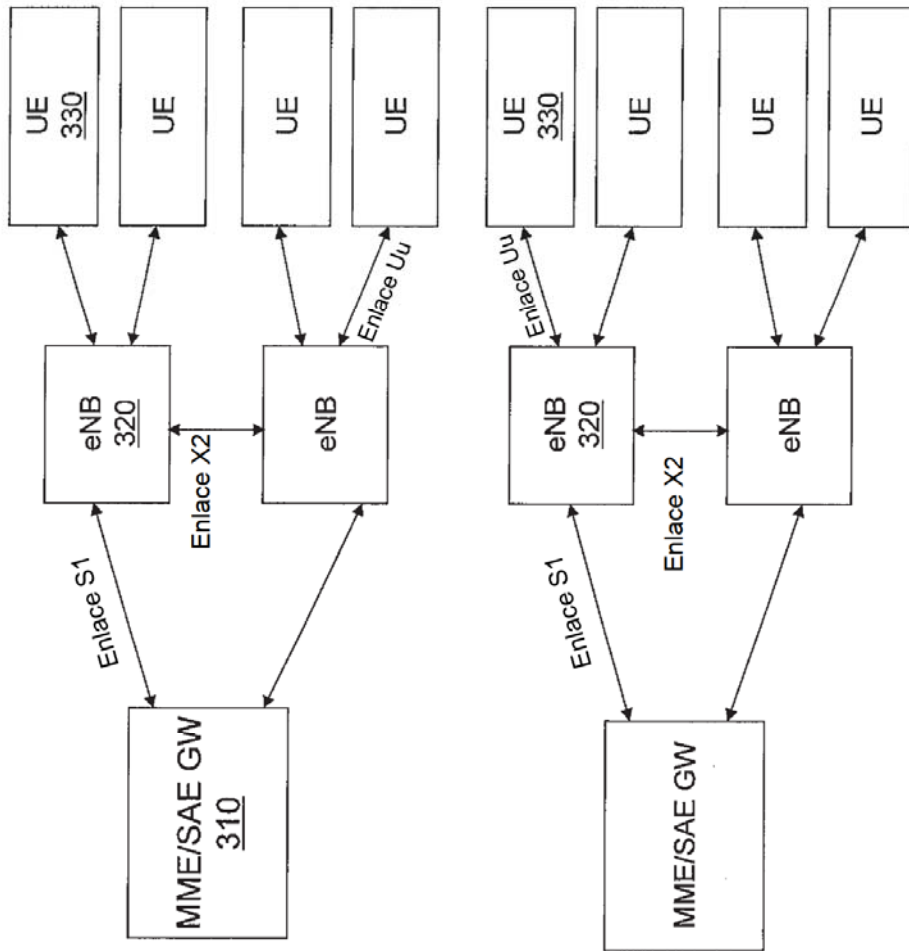 MME/SAE GW
310
MME/SAE GW
Enlace S1
Enlace S1
eNB
320
Enlace X2
eNB
eNB
320
Enlace X2
eNB
Enlace Uu
Enlace Uu
UE
330
UE
UE
UE
UE
330
UE
UE
UE